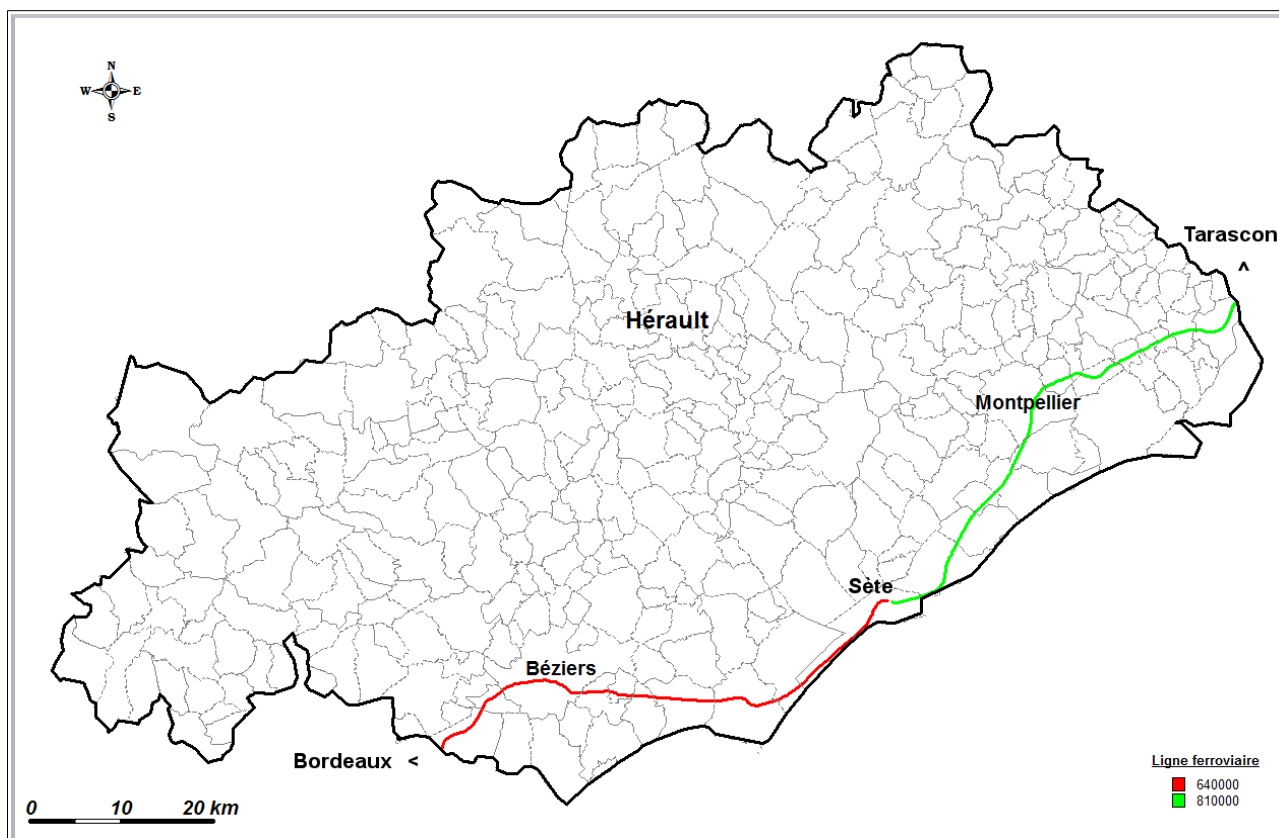 N
W E
S
Tarascon
^
Hérault
Montpellier
Sète
Béziers
Bordeaux <
Ligne ferroviaire
640000
810000
0 10 20 km